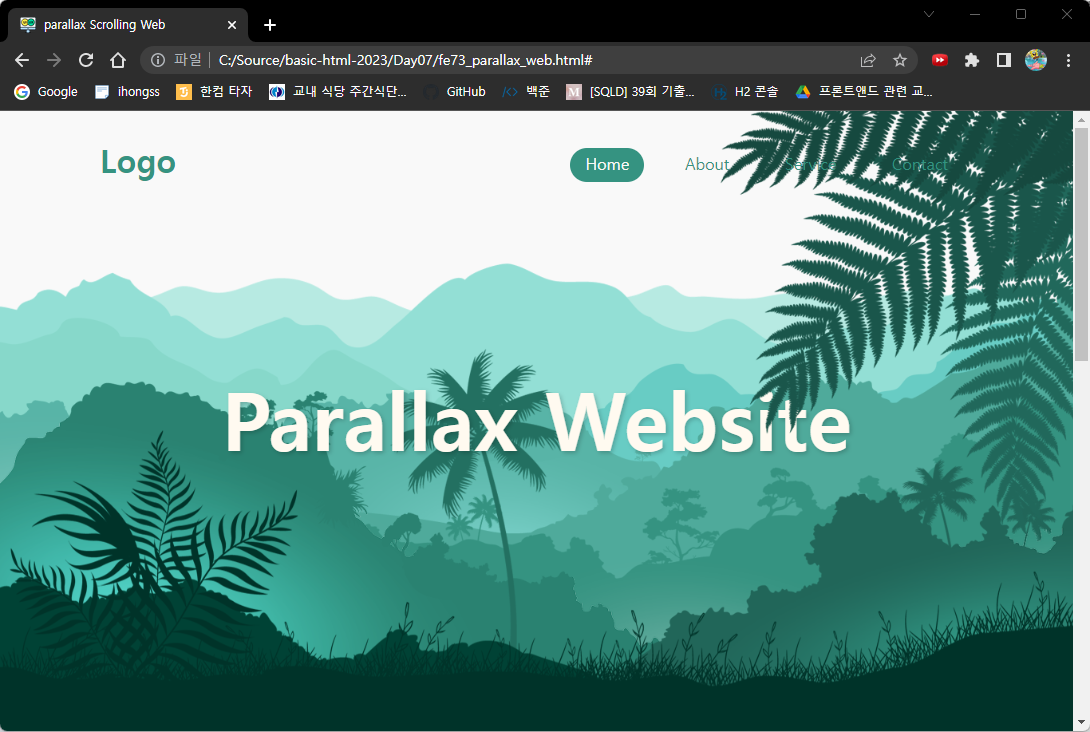 parallax Scrolling Web
파일 C:/Source/basic-html-2023/Day07/fe73_parallax_web.html#
Google ihongss 한컴 타자 교내 식당 주간식단... GitHub 백준 [SQLD] 39회 기출... H2 콘솔 프론트앤드 관련 교...
Logo Home About Service Contact
Parallax Website